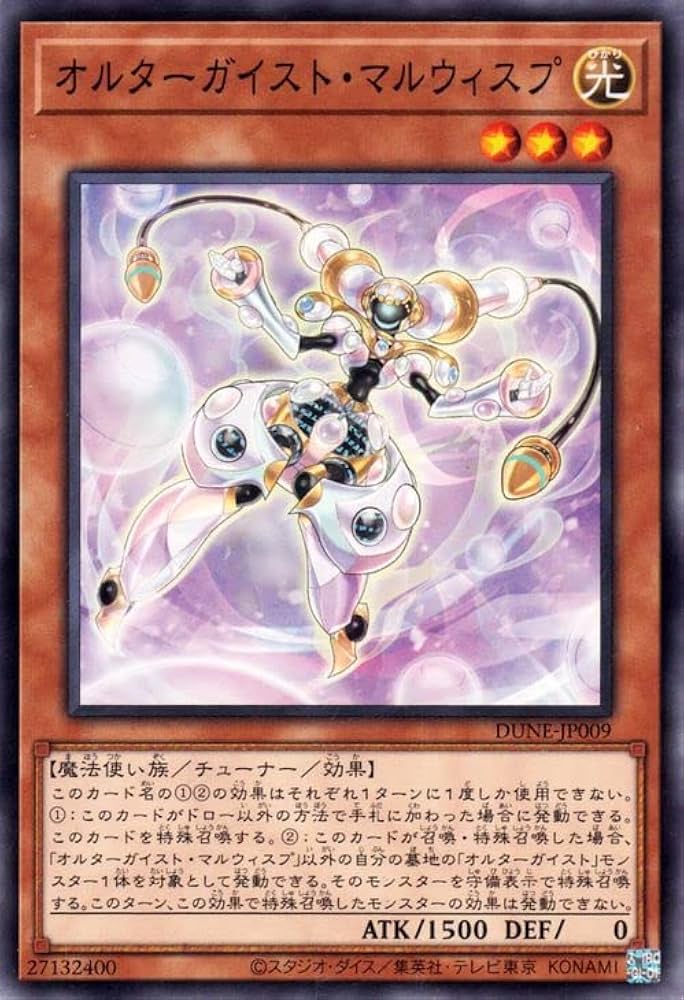 オルターガイスト・マルウィスプ
ひかり
光
DUNE-JP009
【魔法使い族／チューナー／効果】
このカード名の①②の効果はそれぞれ1ターンに1度しか使用できない。
①：このカードがドロー以外の方法で手札に加わった場合に発動できる。
このカードを特殊召喚する。②：このカードが召喚・特殊召喚した場合、
「オルターガイスト・マルウィスプ」以外の自分の墓地の「オルターガイスト」モン
スター1体を対象として発動できる。そのモンスターを守備表示で特殊召喚
する。このターン、この効果で特殊召喚したモンスターの効果は発動できない。
ATK/1500 DEF/ 0
27132400 ©スタジオ・ダイス／集英社・テレビ東京 KONAMI